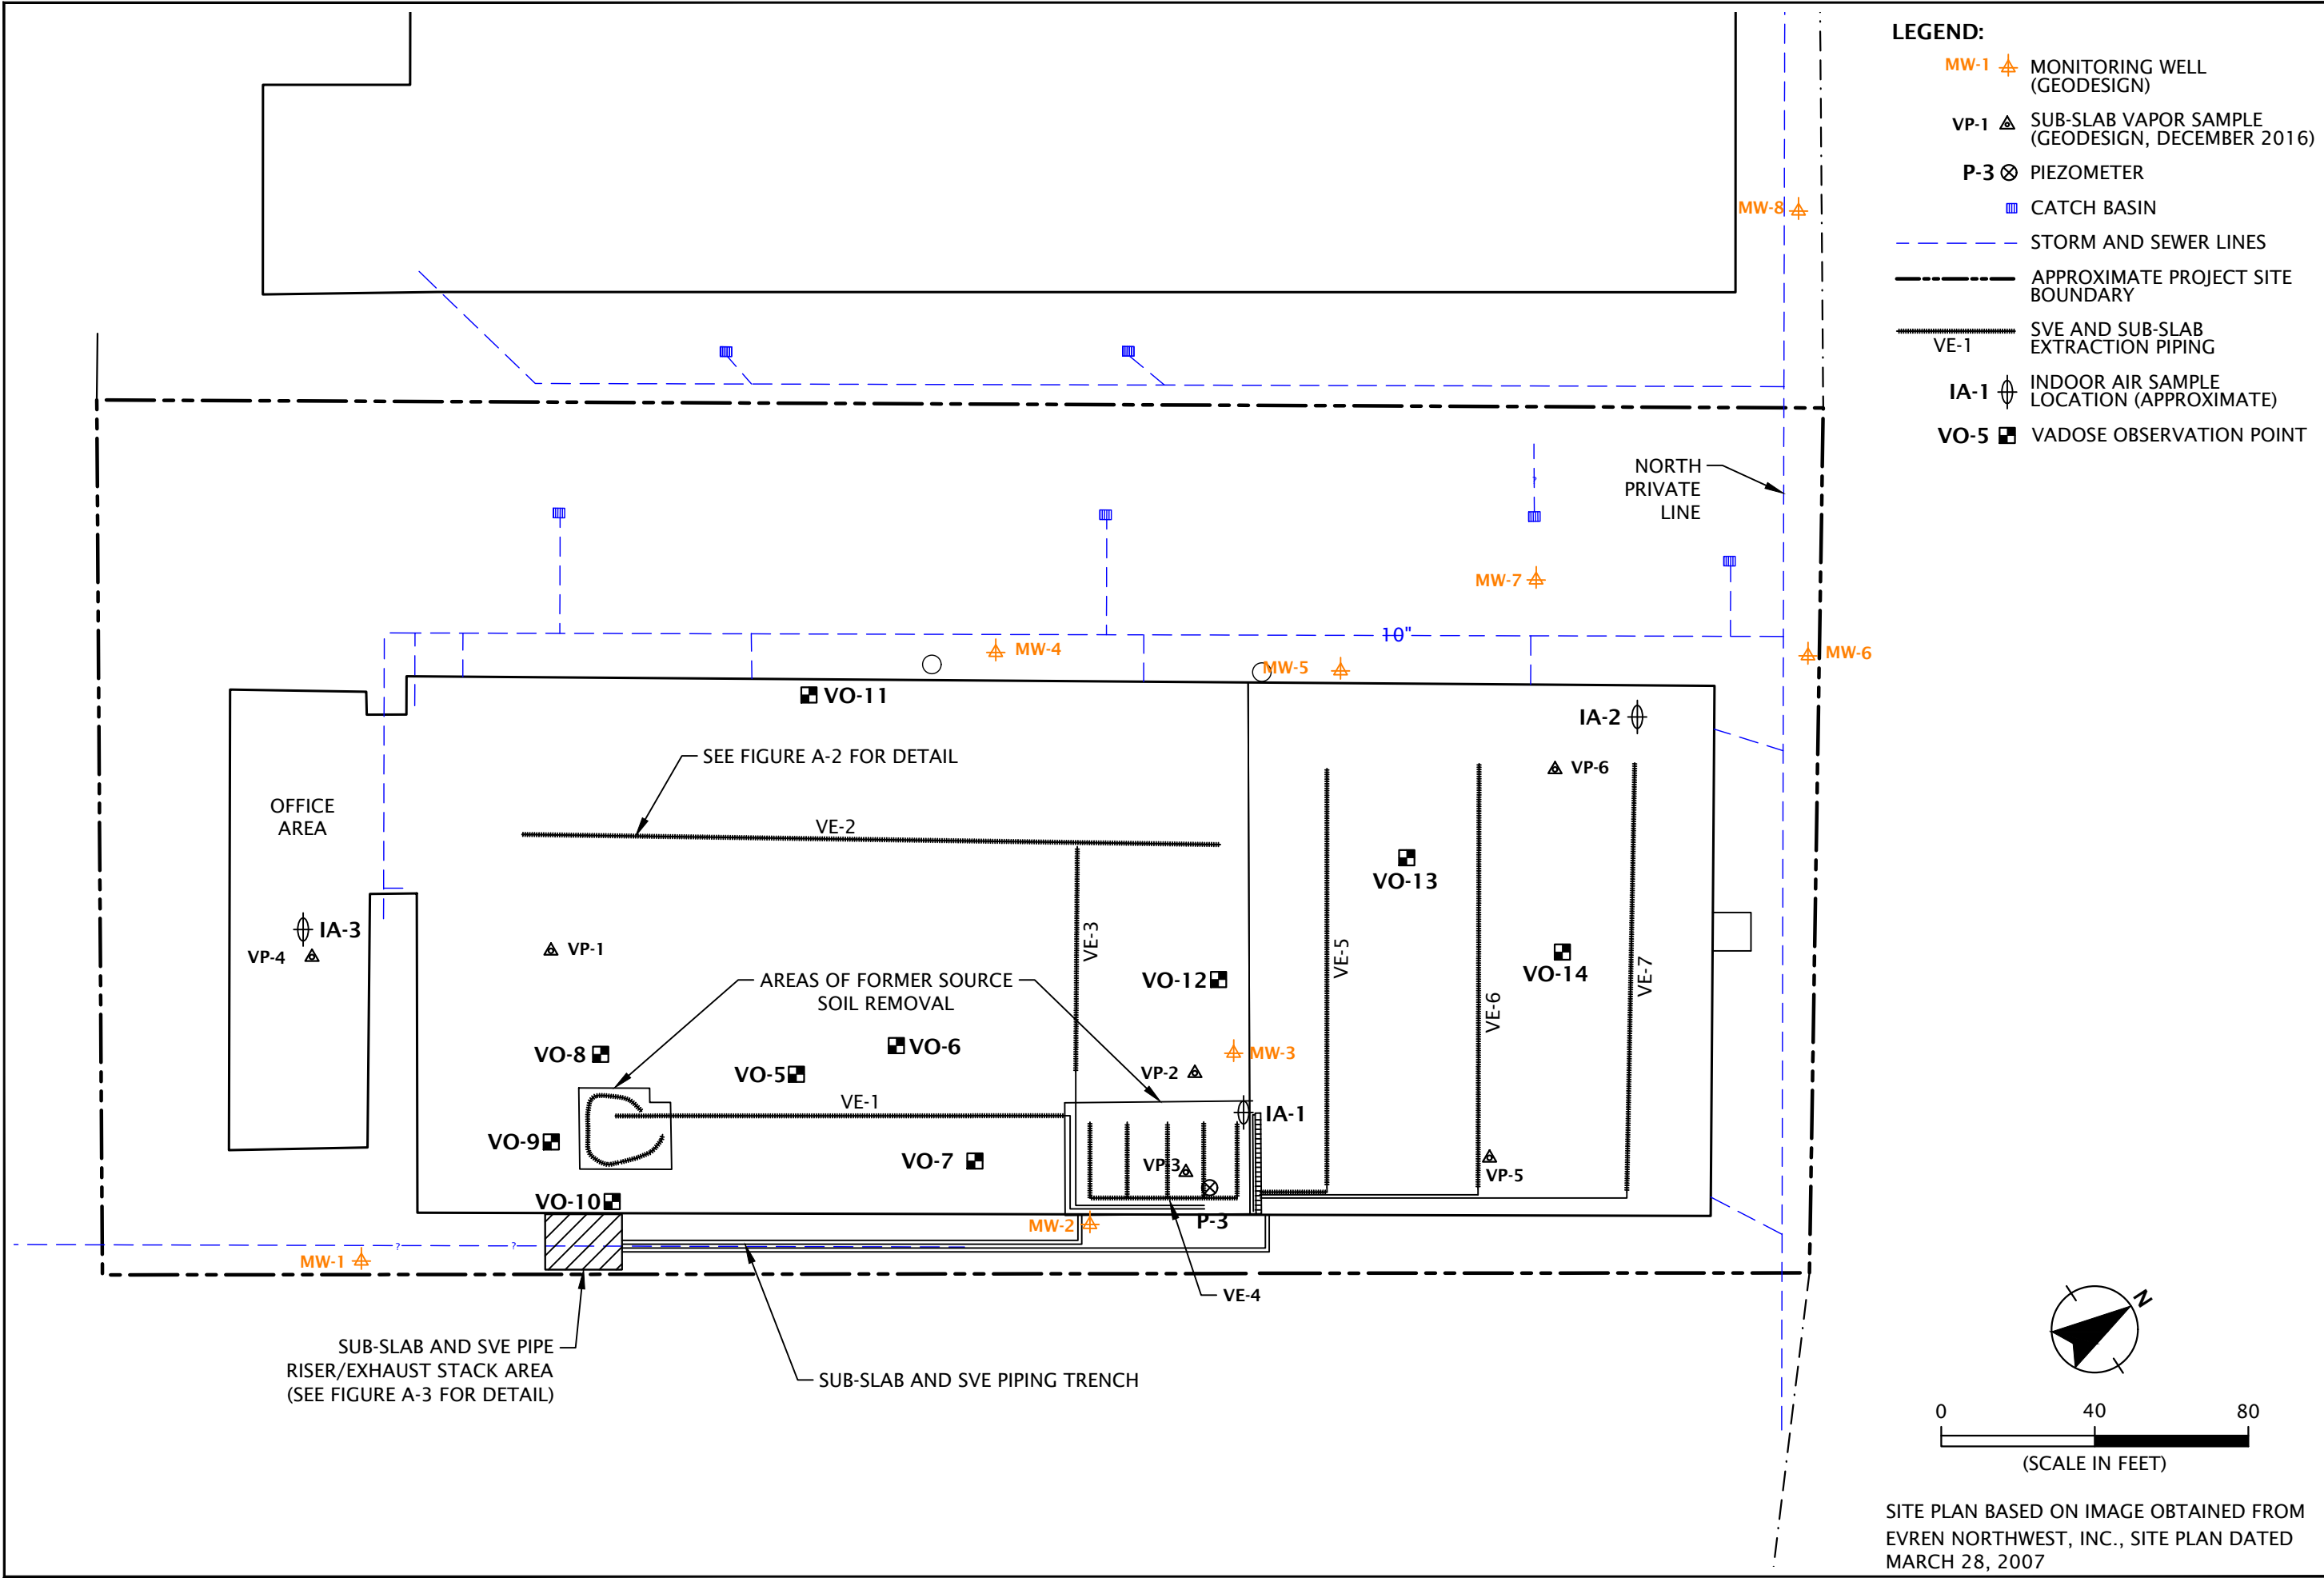 LEGEND:
MW-1 MONITORING WELL
(GEODESIGN)
VP-1 SUB-SLAB VAPOR SAMPLE
(GEODESIGN, DECEMBER 2016)
P-3 PIEZOMETER
CATCH BASIN
STORM AND SEWER LINES
APPROXIMATE PROJECT SITE
BOUNDARY
SVE AND SUB-SLAB
VE-1 EXTRACTION PIPING
IA-1 INDOOR AIR SAMPLE
LOCATION (APPROXIMATE)
VO-5 VADOSE OBSERVATION POINT
MW-8
NORTH
PRIVATE
LINE
?
MW-7
10"
MW-4
MW-5
MW-6
VO-11
IA-2
SEE FIGURE A-2 FOR DETAIL
VP-6
OFFICE
AREA
VE-2
VO-13
IA-3
VP-4
VP-1
VE-3
VE-5
VE-6
VE-7
VO-14
AREAS OF FORMER SOURCE
SOIL REMOVAL
VO-12
VO-8
VO-6
VO-5
MW-3
VP-2
VE-1
IA-1
VO-9
VO-7
VP-3
VP-5
VO-10
P-3
MW-2
? ?
MW-1
VE-4
SUB-SLAB AND SVE PIPE
RISER/EXHAUST STACK AREA
(SEE FIGURE A-3 FOR DETAIL)
SUB-SLAB AND SVE PIPING TRENCH
N
0 40 80
(SCALE IN FEET)
SITE PLAN BASED ON IMAGE OBTAINED FROM
EVREN NORTHWEST, INC., SITE PLAN DATED
MARCH 28, 2007